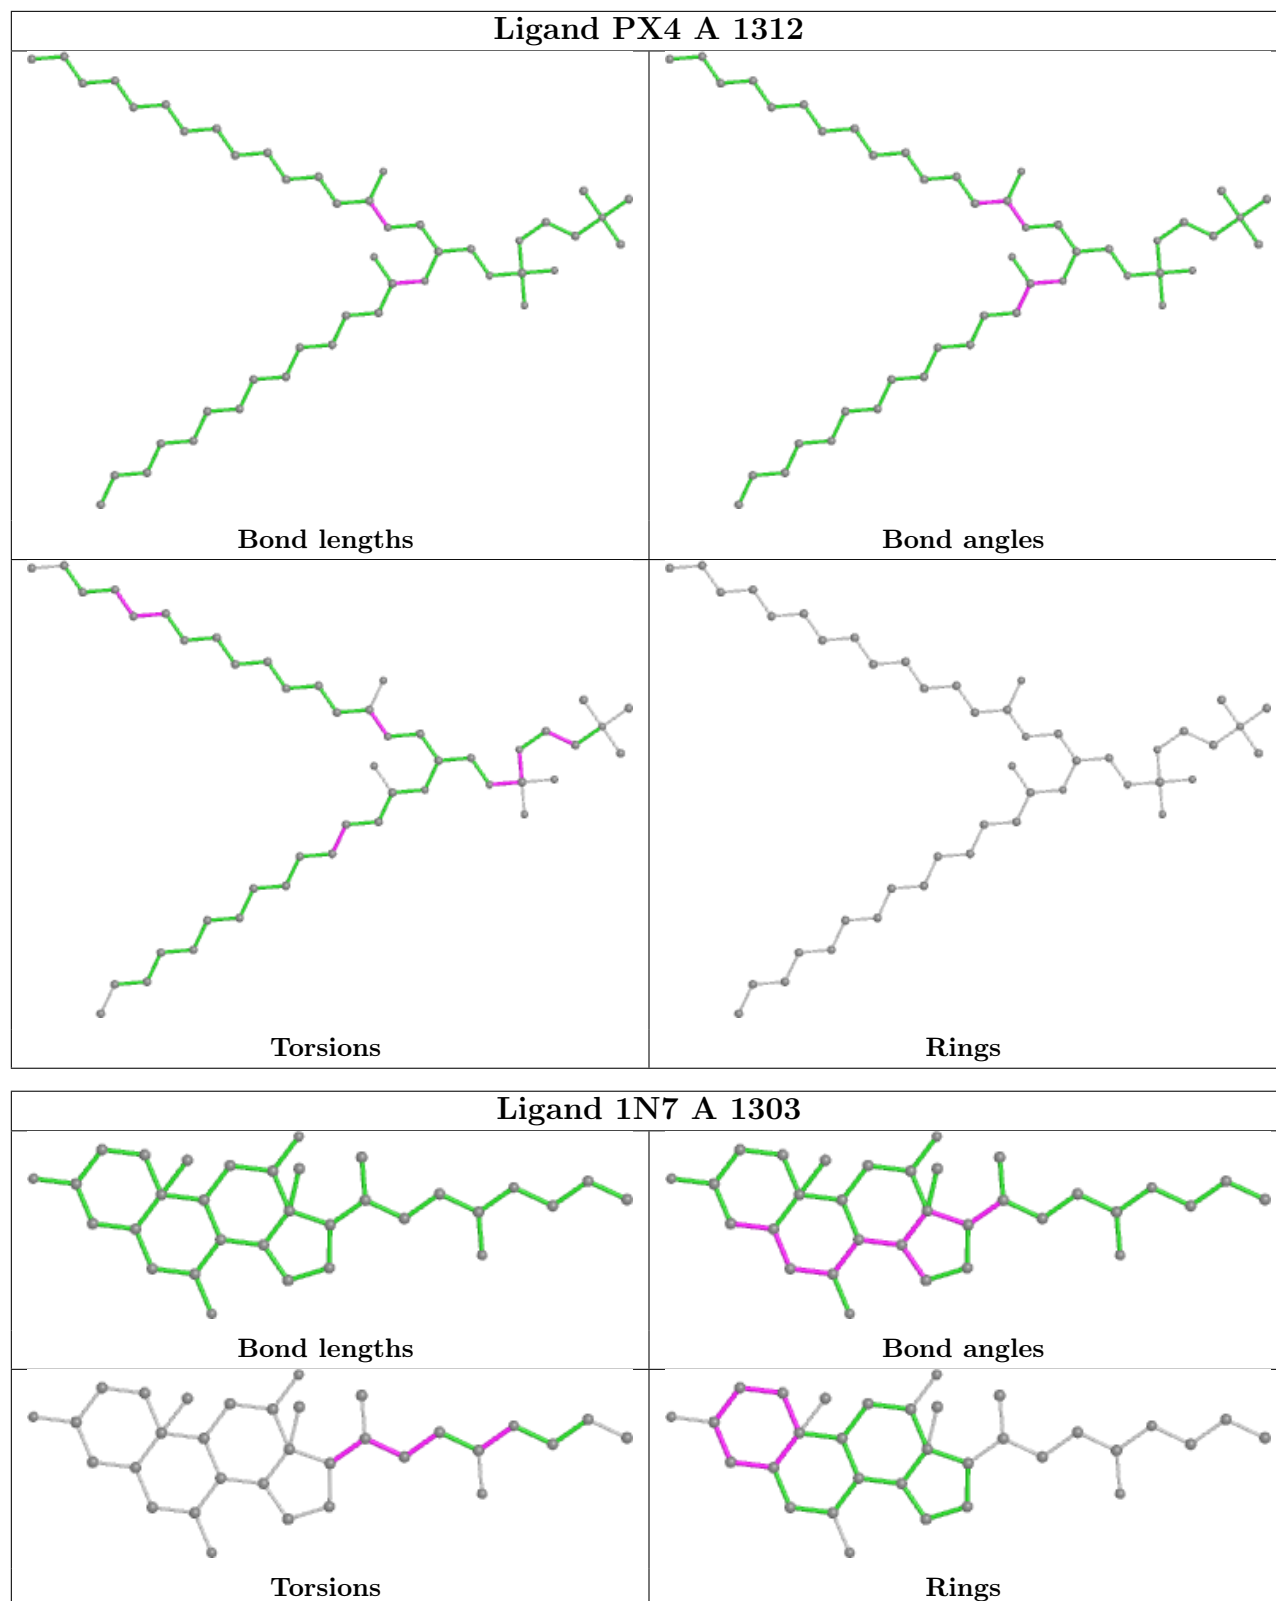 Ligand PX4 A 1312
Bond lengths
Bond angles
Torsions
Rings
Ligand 1N7 A 1303
Bond lengths
Bond angles
Torsions
Rings